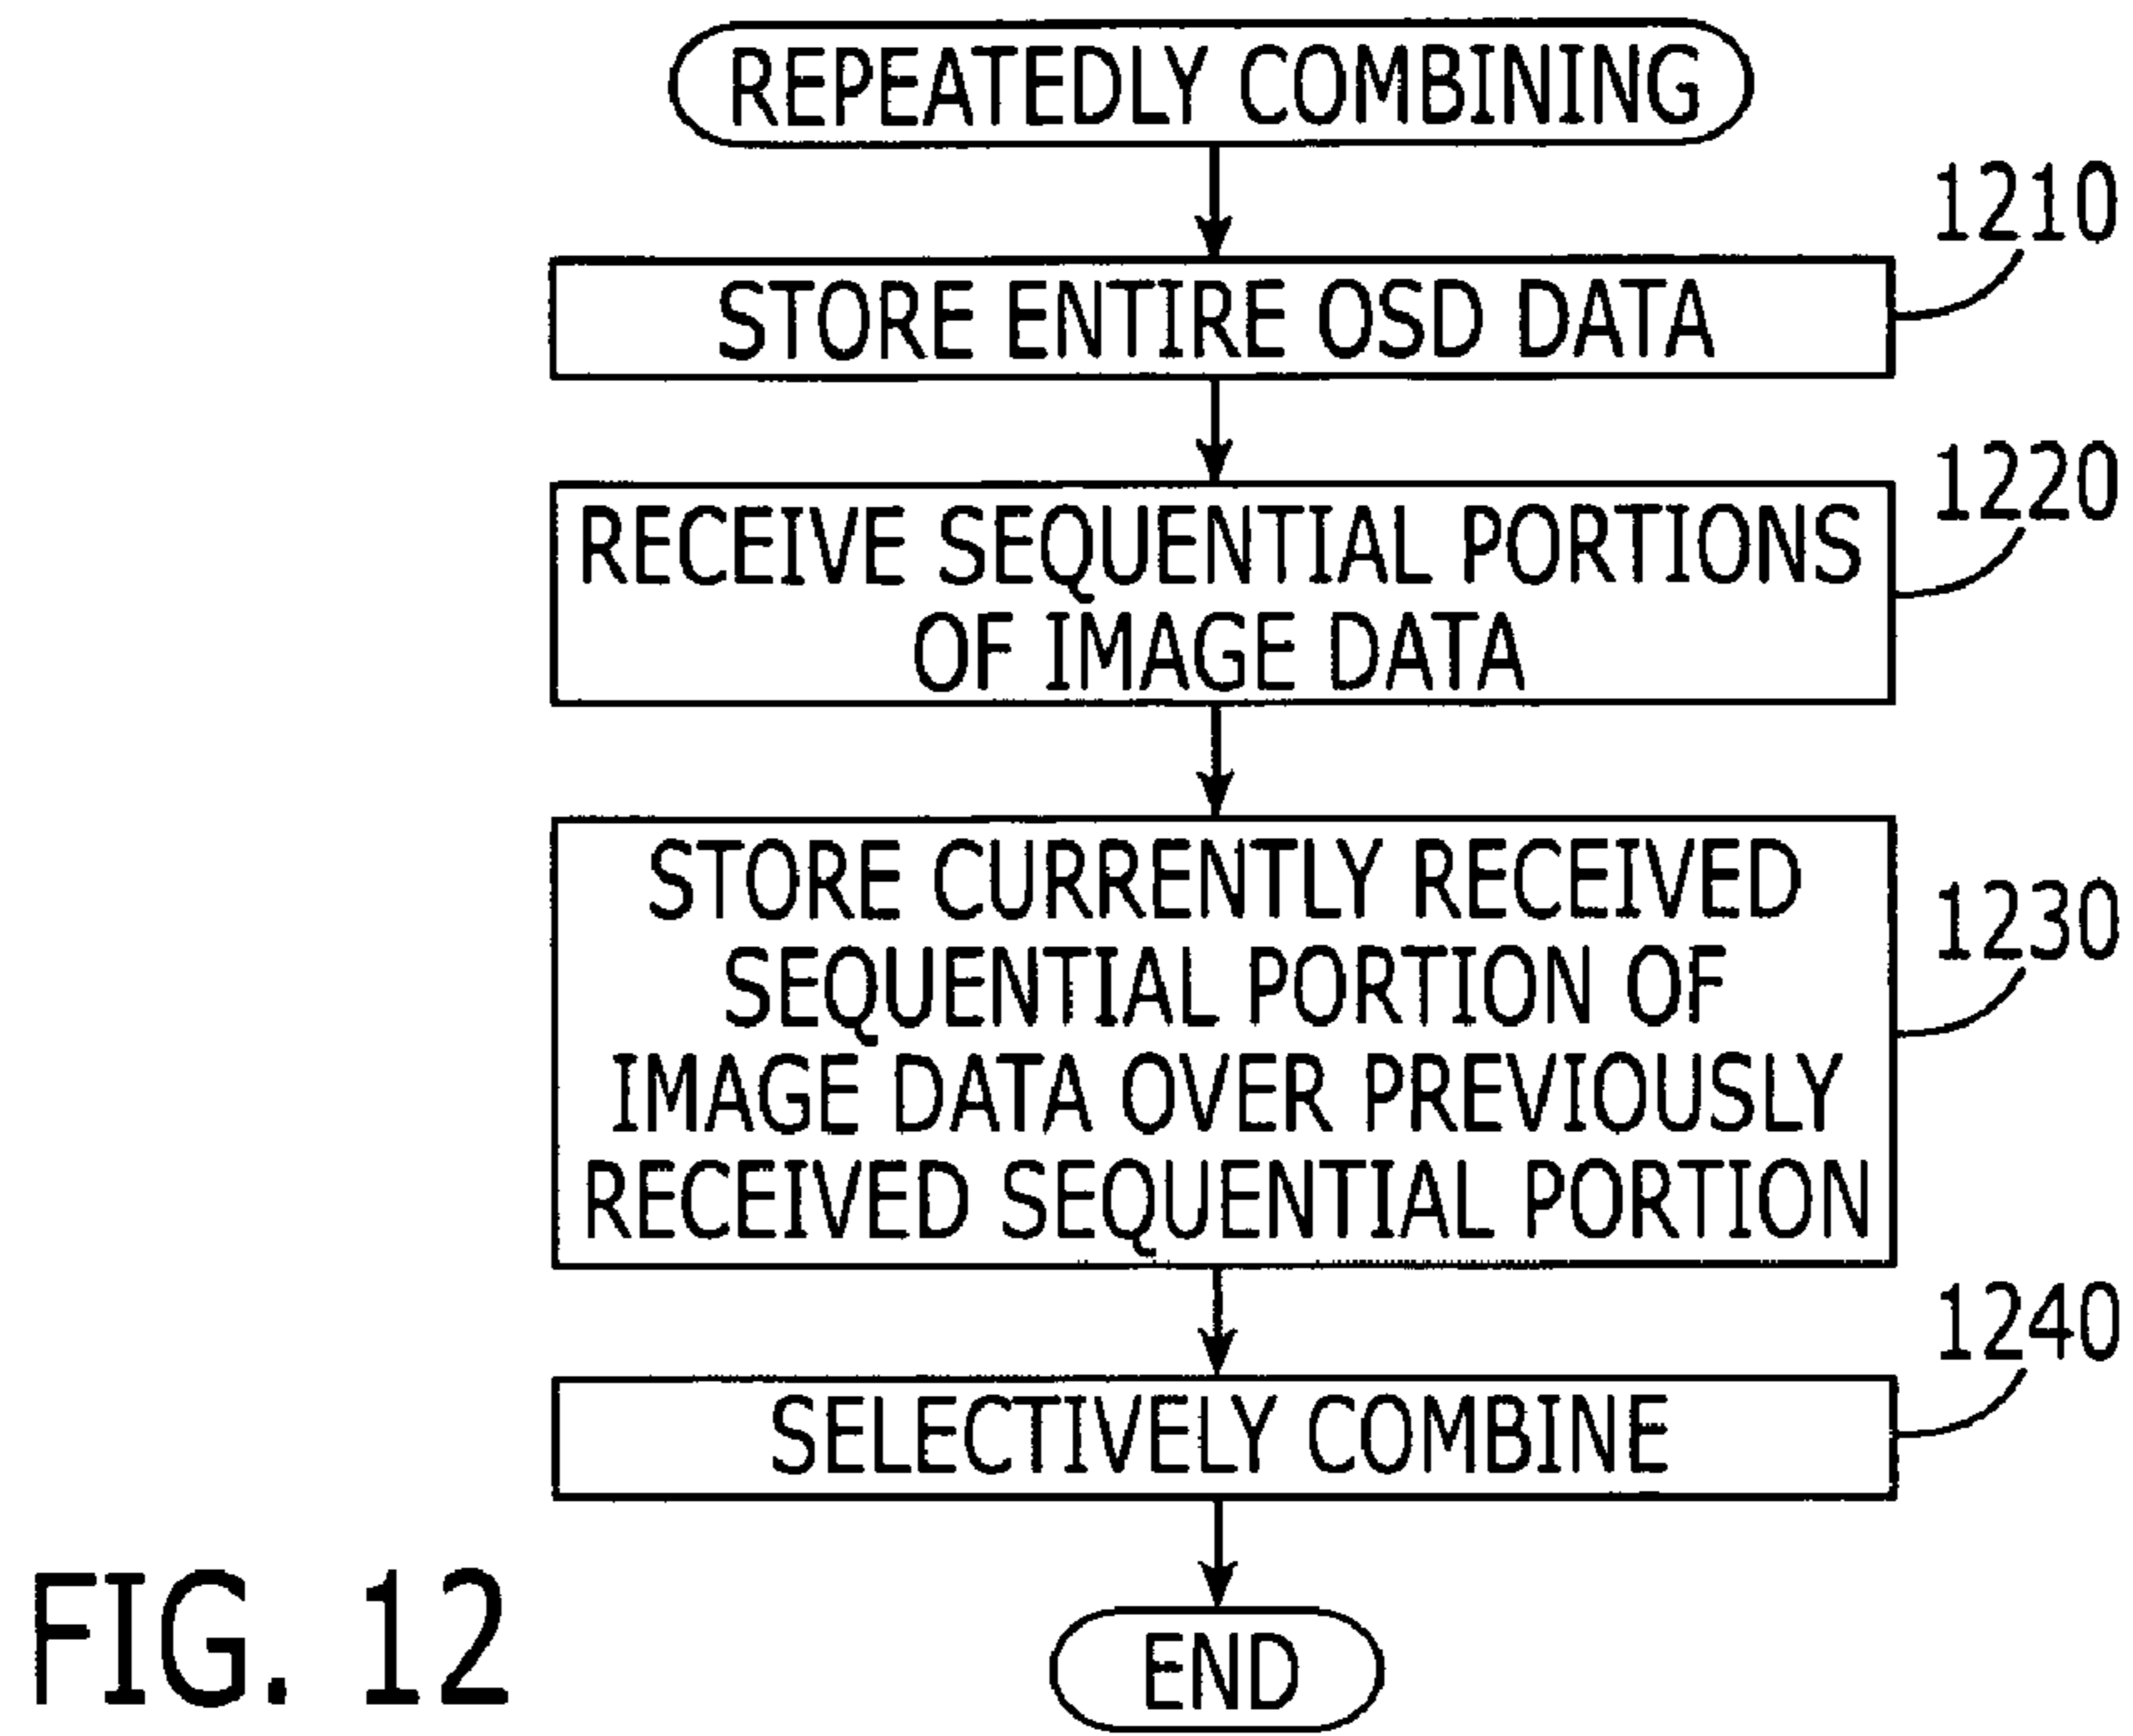 REPEATEDLY COMBINING
1210
STORE ENTIRE OSD DATA
1220
RECEIVE SEQUENTIAL PORTIONS
OF IMAGE DATA
1230
STORE CURRENTLY RECEIVED
SEQUENTIAL PORTION OF
IMAGE DATA OVER PREVIOUSLY
RECEIVED SEQUENTIAL PORTION
1240
SELECTIVELY COMBINE
END
FIG. 12